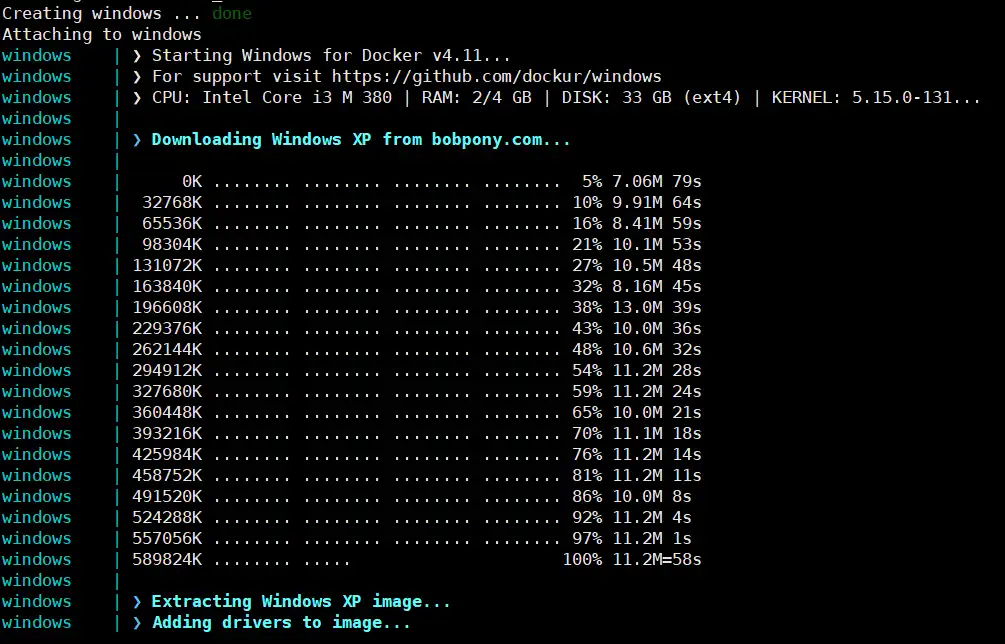 Creating windows ... done
Attaching to windows
windows    | ❯ Starting Windows for Docker v4.11...
windows    | ❯ For support visit https://github.com/dockur/windows
windows    | ❯ CPU: Intel Core i3 M 380 | RAM: 2/4 GB | DISK: 33 GB (ext4) | KERNEL: 5.15.0-131...
windows    |
windows    | ❯ Downloading Windows XP from bobpony.com...
windows    |
windows    |      0K ........ ........ ........ ........  5% 7.06M 79s
windows    |  32768K ........ ........ ........ ........ 10% 9.91M 64s
windows    |  65536K ........ ........ ........ ........ 16% 8.41M 59s
windows    |  98304K ........ ........ ........ ........ 21% 10.1M 53s
windows    | 131072K ........ ........ ........ ........ 27% 10.5M 48s
windows    | 163840K ........ ........ ........ ........ 32% 8.16M 45s
windows    | 196608K ........ ........ ........ ........ 38% 13.0M 39s
windows    | 229376K ........ ........ ........ ........ 43% 10.0M 36s
windows    | 262144K ........ ........ ........ ........ 48% 10.6M 32s
windows    | 294912K ........ ........ ........ ........ 54% 11.2M 28s
windows    | 327680K ........ ........ ........ ........ 59% 11.2M 24s
windows    | 360448K ........ ........ ........ ........ 65% 10.0M 21s
windows    | 393216K ........ ........ ........ ........ 70% 11.1M 18s
windows    | 425984K ........ ........ ........ ........ 76% 11.2M 14s
windows    | 458752K ........ ........ ........ ........ 81% 11.2M 11s
windows    | 491520K ........ ........ ........ ........ 86% 10.0M 8s
windows    | 524288K ........ ........ ........ ........ 92% 11.2M 4s
windows    | 557056K ........ ........ ........ ........ 97% 11.2M 1s
windows    | 589824K ........ .....                     100% 11.2M=58s
windows    |
windows    | ❯ Extracting Windows XP image...
windows    | ❯ Adding drivers to image...